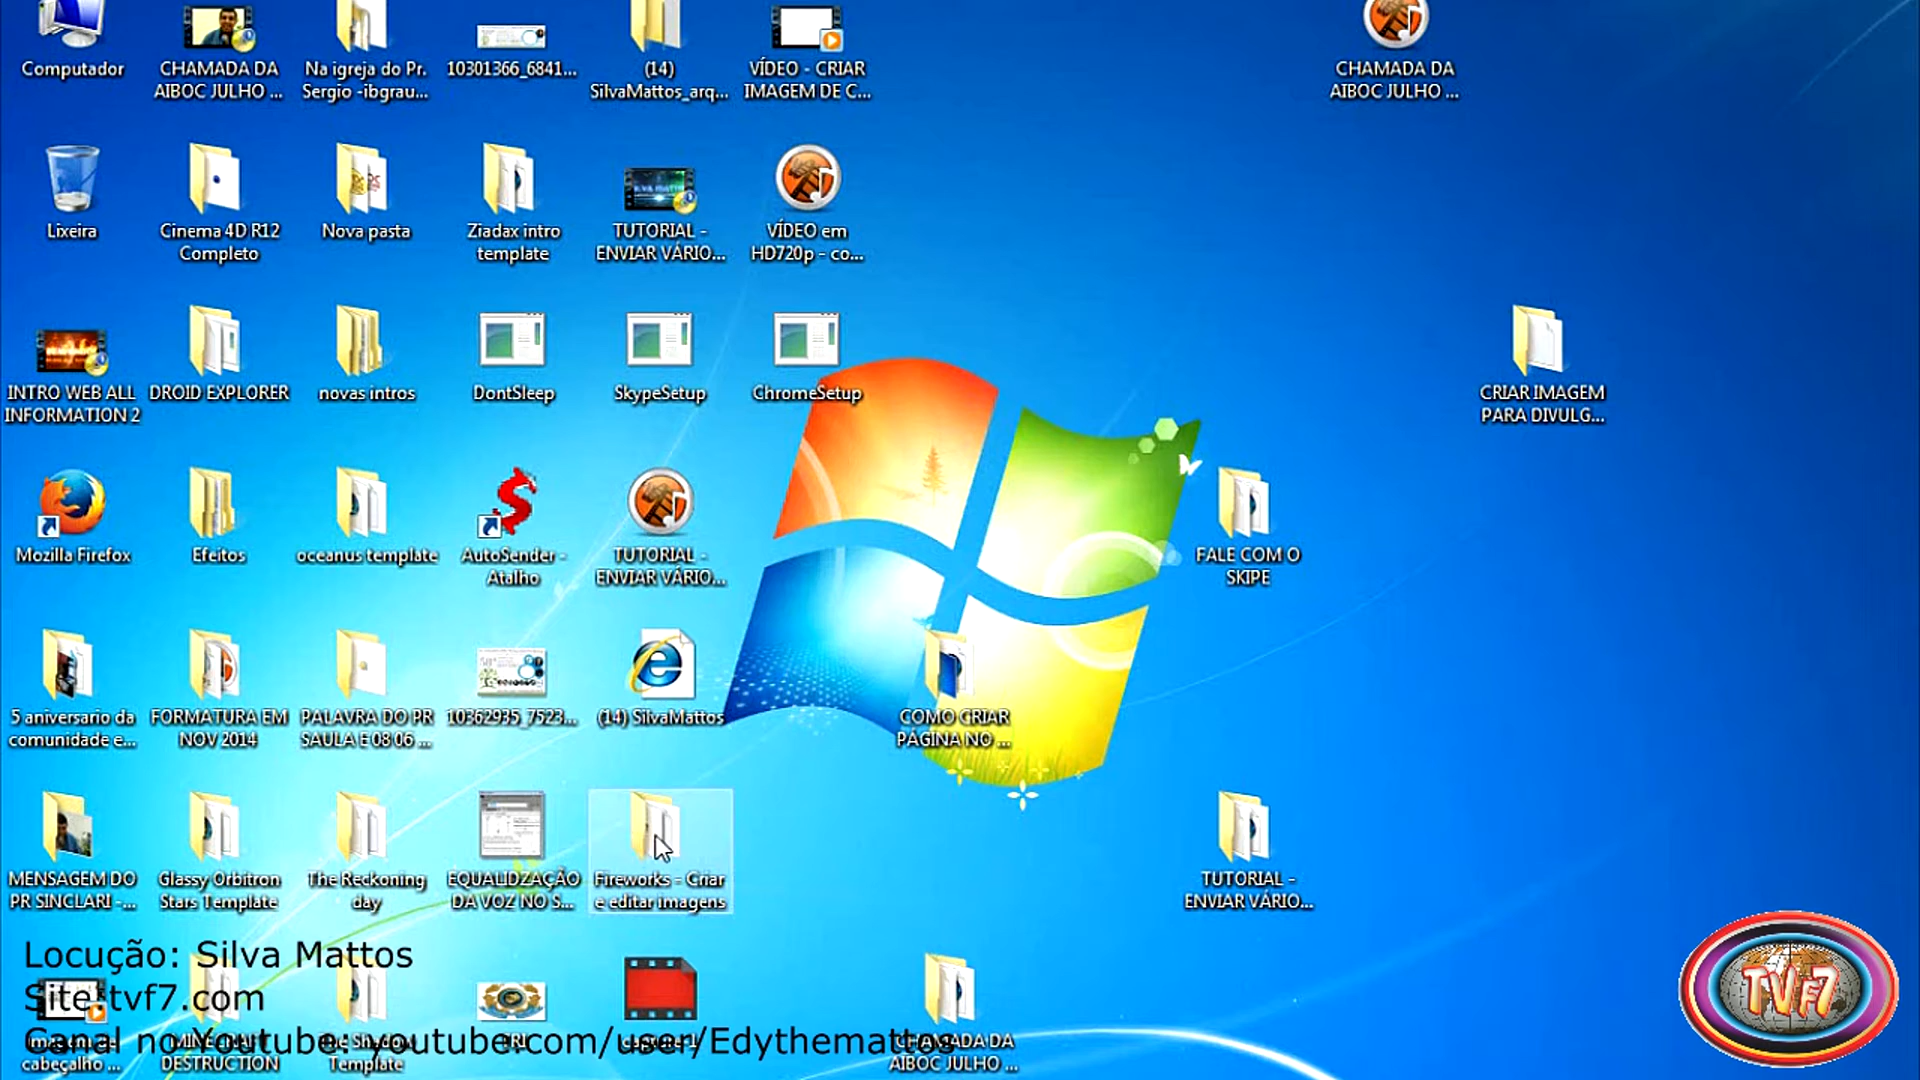 Computador
CHAMADA DA
AIBOC JULHO ...
Na igreja do Pr.
Sergio -ibgrau...
10301366_6841...
(14)
SilvaMattos_arq...
VÍDEO - CRIAR
IMAGEM DE C...
CHAMADA DA
AIBOC JULHO ...
Lixeira
Cinema 4D R12
Completo
Nova pasta
Ziadax intro
template
TUTORIAL -
ENVIAR VÁRIO...
VÍDEO em
HD720p - co...
INTRO WEB ALL
INFORMATION 2
DROID EXPLORER
novas intros
DontSleep
SkypeSetup
ChromeSetup
CRIAR IMAGEM
PARA DIVULG...
Mozilla Firefox
Efeitos
oceanus template
AutoSender -
Atalho
TUTORIAL -
ENVIAR VÁRIO...
FALE COM O
SKIPE
5 aniversario da
comunidade e...
FORMATURA EM
NOV 2014
PALAVRA DO PR
SAULA E 08 06 ...
10362935_7523...
(14) SilvaMattos
COMO CRIAR
PÁGINA NO ...
MENSAGEM DO
PR SINCLARI -...
Glassy Orbitron
Stars Template
The Reckoning
day
EQUALIDZAÇÃO
DA VOZ NO S...
Fireworks - Criar
e editar imagens
TUTORIAL -
ENVIAR VÁRIO...
Locução: Silva Mattos
Site tvf7.com
Canal no Youtube: youtube.com/user/Edythemattos
cabeçalho ...
DESTRUCTION
Template
CHAMADA DA
AIBOC JULHO ...
TVF7